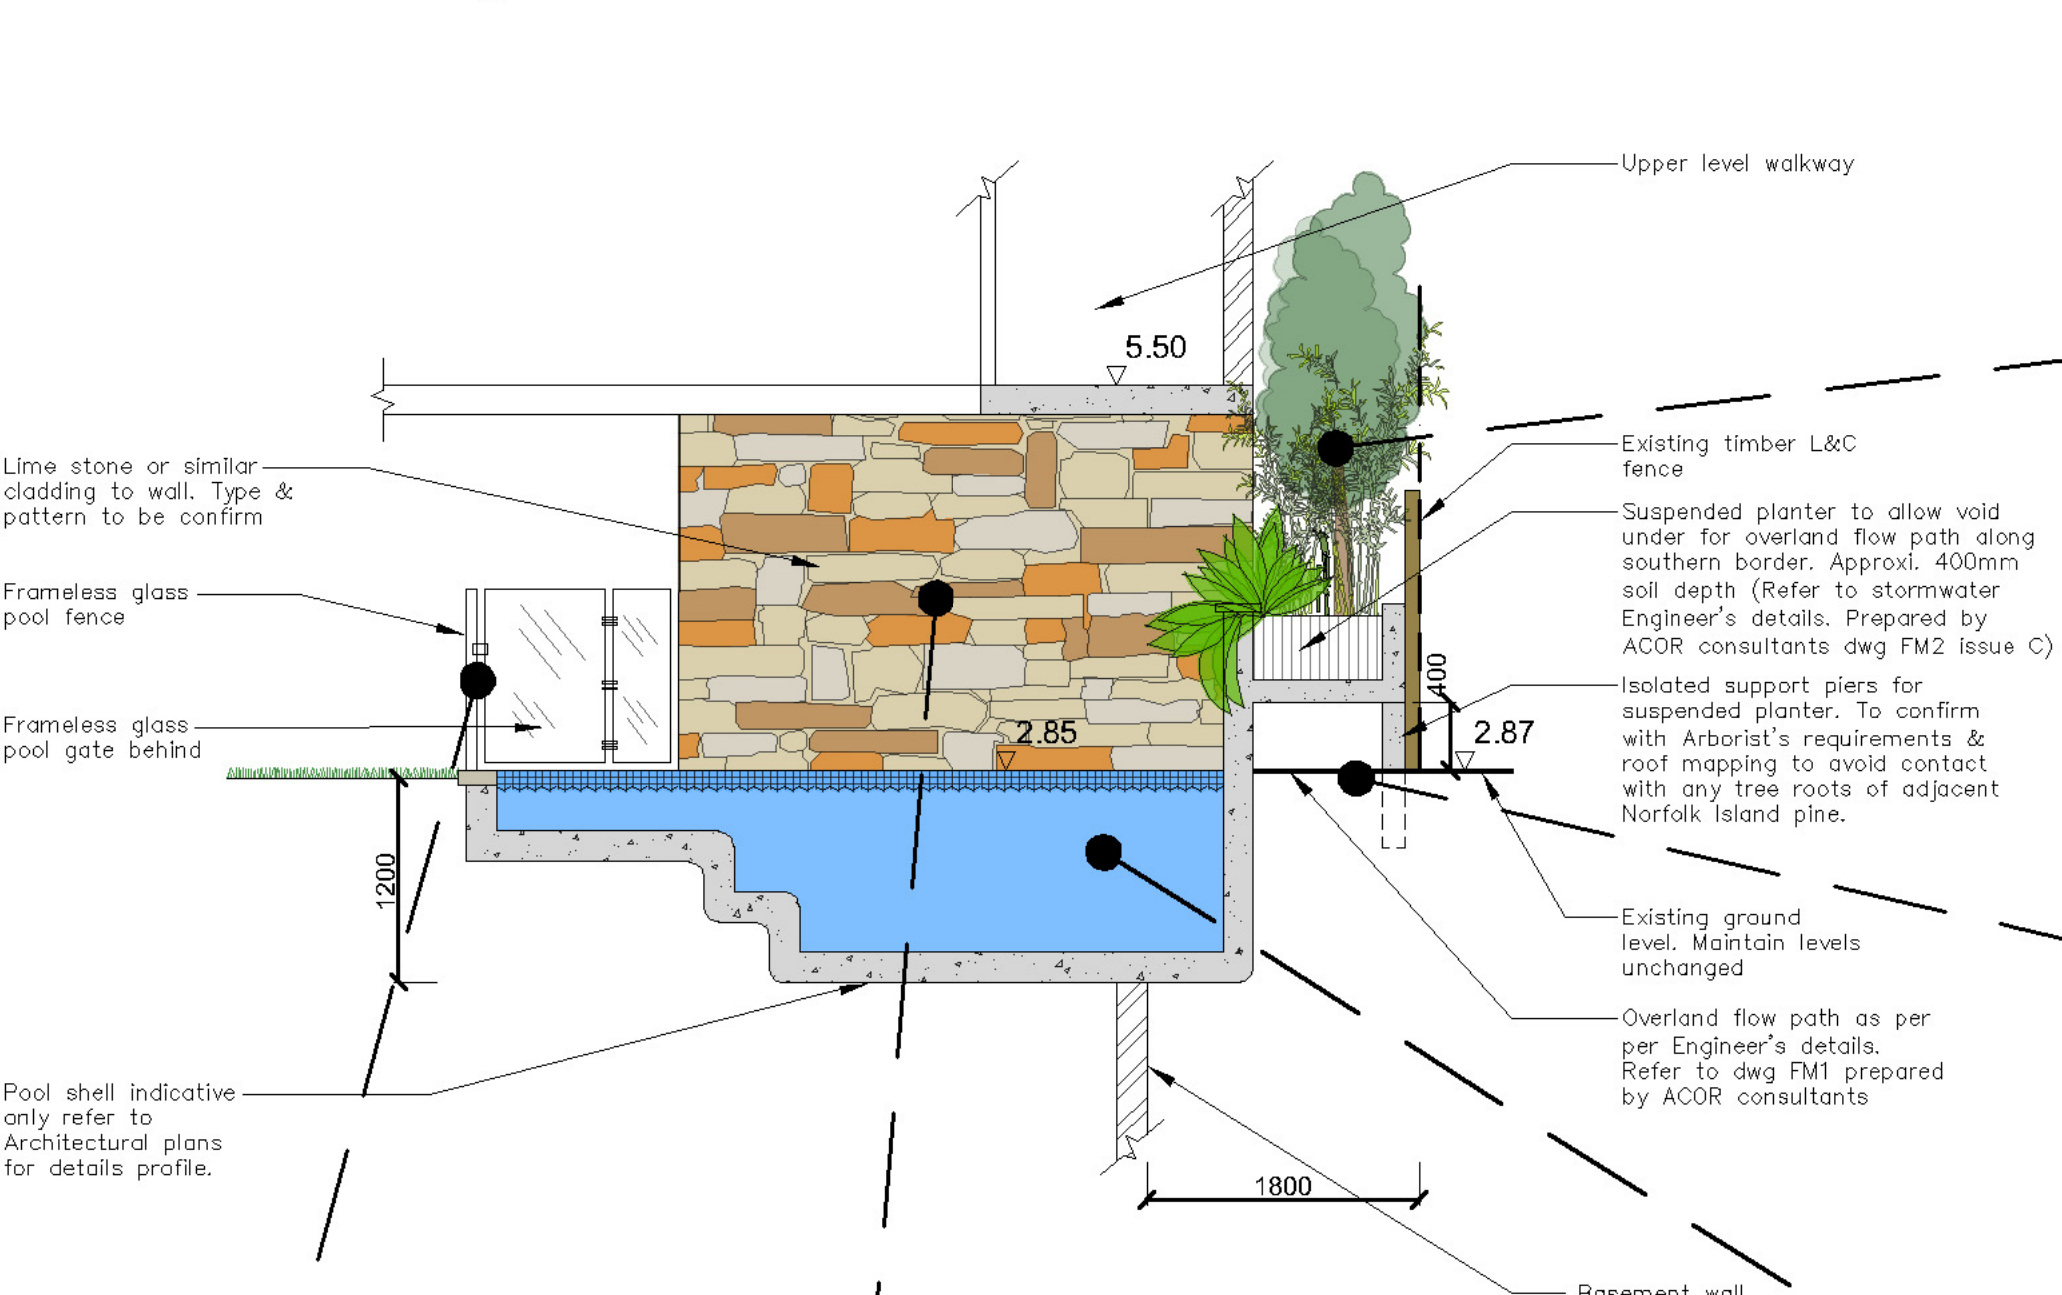 Upper level walkway
5.50
Lime stone or similar
cladding to wall. Type &
pattern to be confirm
Frameless glass
pool fence
Frameless glass
pool gate behind
2.85
1200
Pool shell indicative
only refer to
Architectural plans
for details profile.
Existing timber L&C
fence
Suspended planter to allow void
under for overland flow path along
southern border. Approxi. 400mm
soil depth (Refer to stormwater
Engineer's details. Prepared by
ACOR consultants dwg FM2 issue C)
400
2.87
Isolated support piers for
suspended planter. To confirm
with Arborist's requirements &
roof mapping to avoid contact
with any tree roots of adjacent
Norfolk Island pine.
Existing ground
level. Maintain levels
unchanged
Overland flow path as per
per Engineer's details.
Refer to dwg FM1 prepared
by ACOR consultants
1800
Basement wall